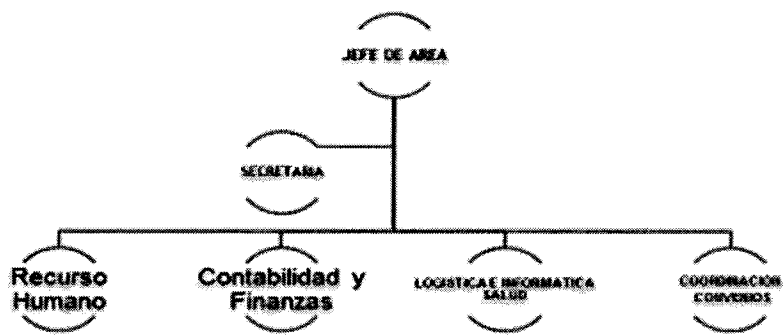 JEFE DE AREA
SECRETARIA
Recurso
Humano
Contabilidad y
Finanzas
LOGISTICA E INFORMATICA
SALUD
COORDINACION
CONVENIOS